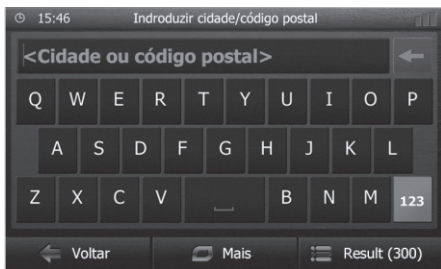 15:46 Indroduzir cidade/código postal
<Cidade ou código postal>
Q W E R T Y U I O P
A S D F G H J K L
Z X C V B N M 123
Voltar Mais Result (300)